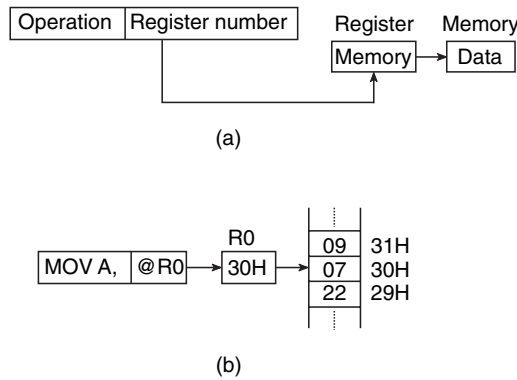 Operation Register number
Register Memory
Memory Data
(a)
R0
MOV A, @R0 30H
09 31H
07 30H
22 29H
(b)